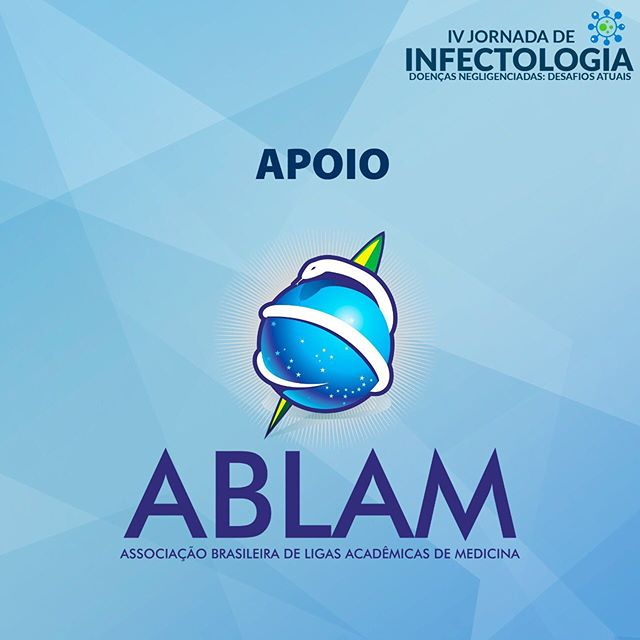 IV JORNADA DE
INFECTOLOGIA
DOENÇAS NEGLIGENCIADAS: DESAFIOS ATUAIS
APOIO
ABLAM
ASSOCIAÇÃO BRASILEIRA DE LIGAS ACADÊMICAS DE MEDICINA